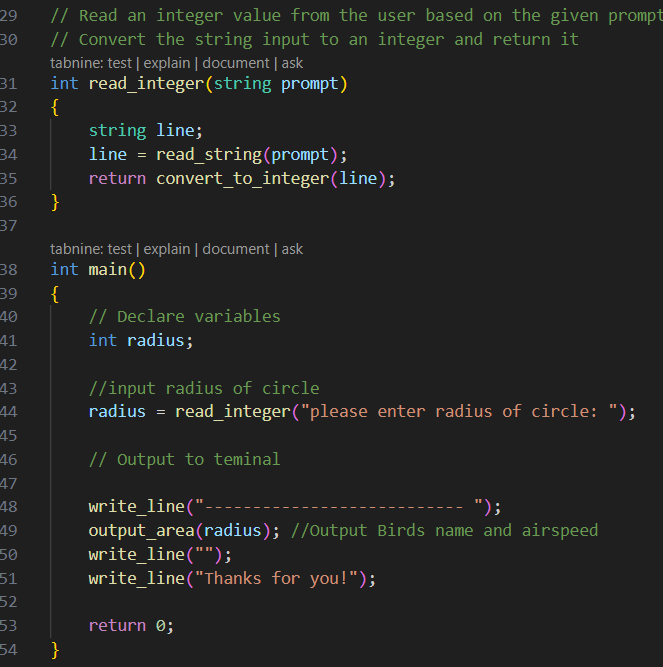 29 // Read an integer value from the user based on the given prompt
30 // Convert the string input to an integer and return it
tabnine: test | explain | document | ask
31 int read_integer(string prompt)
32 {
33     string line;
34     line = read_string(prompt);
35     return convert_to_integer(line);
36 }
37
tabnine: test | explain | document | ask
38 int main()
39 {
40     // Declare variables
41     int radius;
42
43     //input radius of circle
44     radius = read_integer("please enter radius of circle: ");
45
46     // Output to teminal
47
48     write_line("--------------------------- ");
49     output_area(radius); //Output Birds name and airspeed
50     write_line("");
51     write_line("Thanks for you!");
52
53     return 0;
54 }